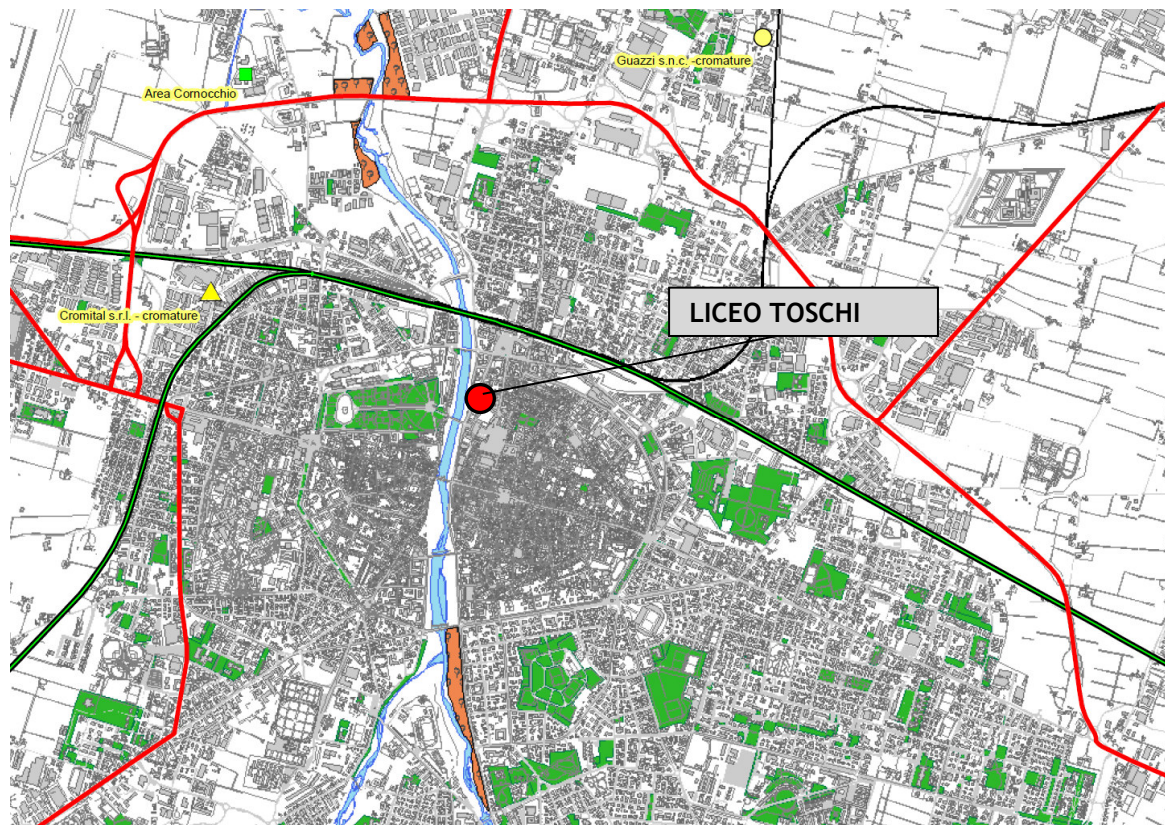 Guazzi s.n.c. -cromature
Area Cornocchio
LICEO TOSCHI
Cromital s.r.l. - cromature